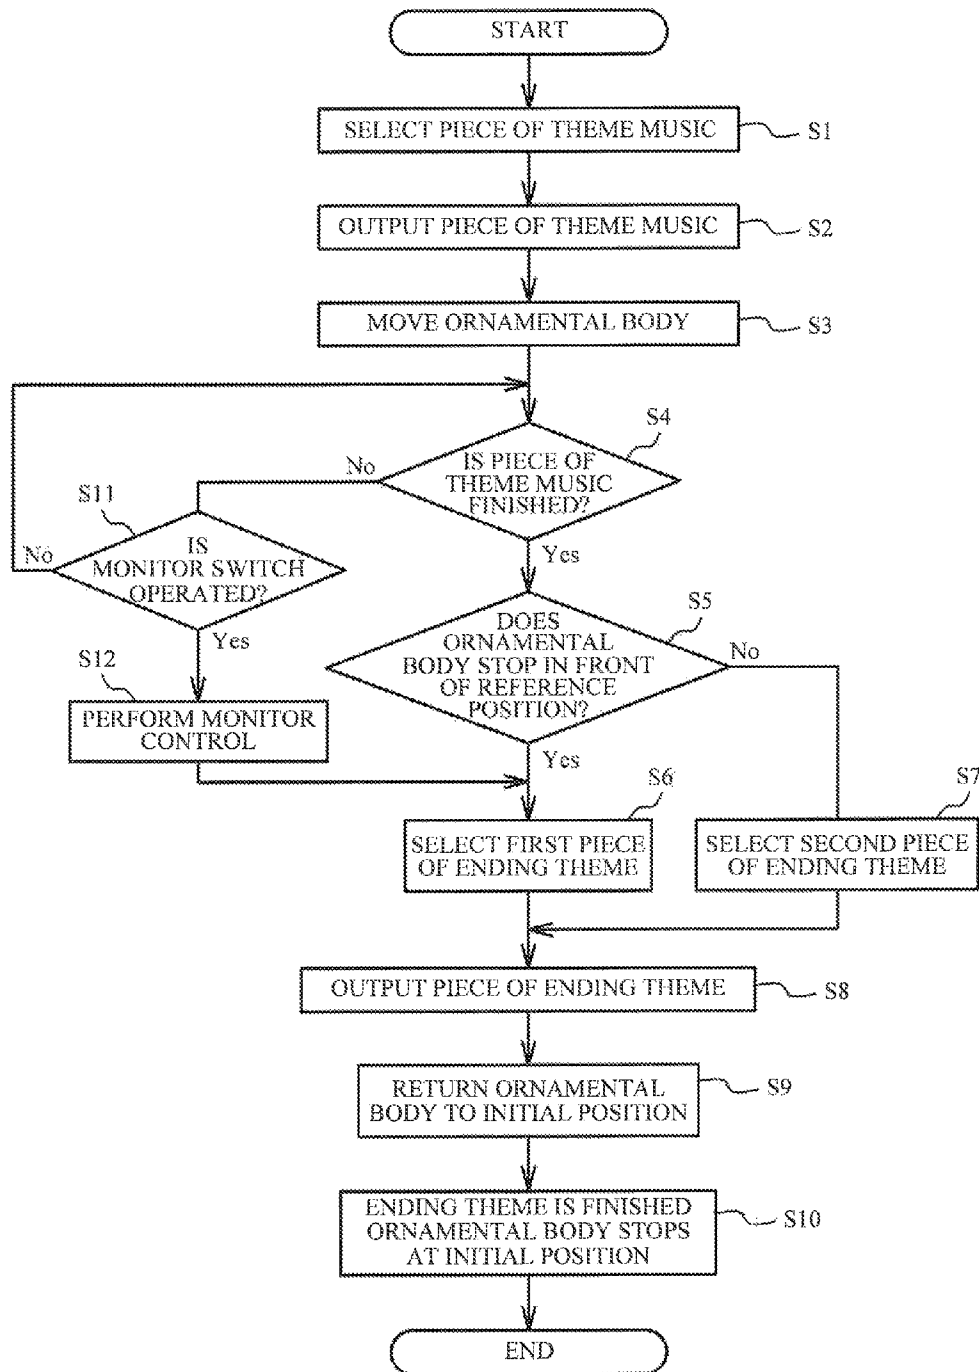 START
SELECT PIECE OF THEME MUSIC
S1
OUTPUT PIECE OF THEME MUSIC
S2
MOVE ORNAMENTAL BODY
S3
S4
IS PIECE OF
THEME MUSIC
FINISHED?
No
Yes
S11
IS
MONITOR SWITCH
OPERATED?
No
Yes
S5
DOES
ORNAMENTAL
BODY STOP IN FRONT
OF REFERENCE
POSITION?
No
Yes
S12
PERFORM MONITOR
CONTROL
S6
SELECT FIRST PIECE
OF ENDING THEME
S7
SELECT SECOND PIECE
OF ENDING THEME
OUTPUT PIECE OF ENDING THEME
S8
RETURN ORNAMENTAL
BODY TO INITIAL POSITION
S9
ENDING THEME IS FINISHED
ORNAMENTAL BODY STOPS
AT INITIAL POSITION
S10
END